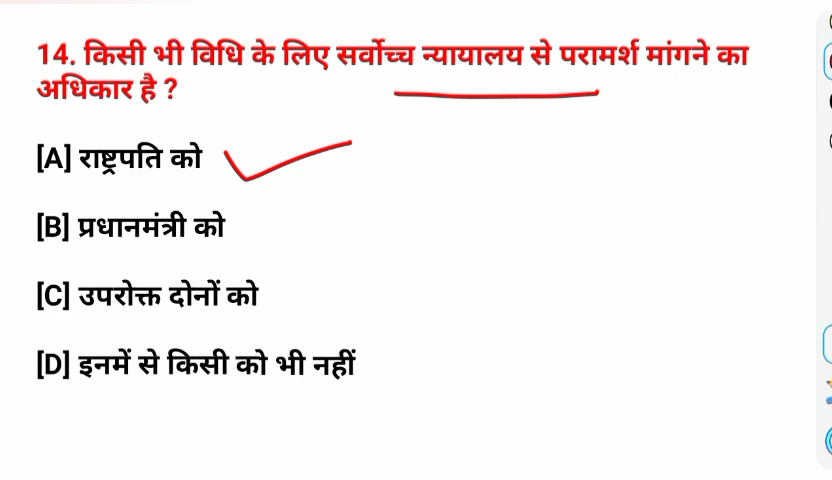 14. किसी भी विधि के लिए सर्वोच्च न्यायालय से परामर्श मांगने का
अधिकार है ?
[A] राष्ट्रपति को
[B] प्रधानमंत्री को
[C] उपरोक्त दोनों को
[D] इनमें से किसी को भी नहीं